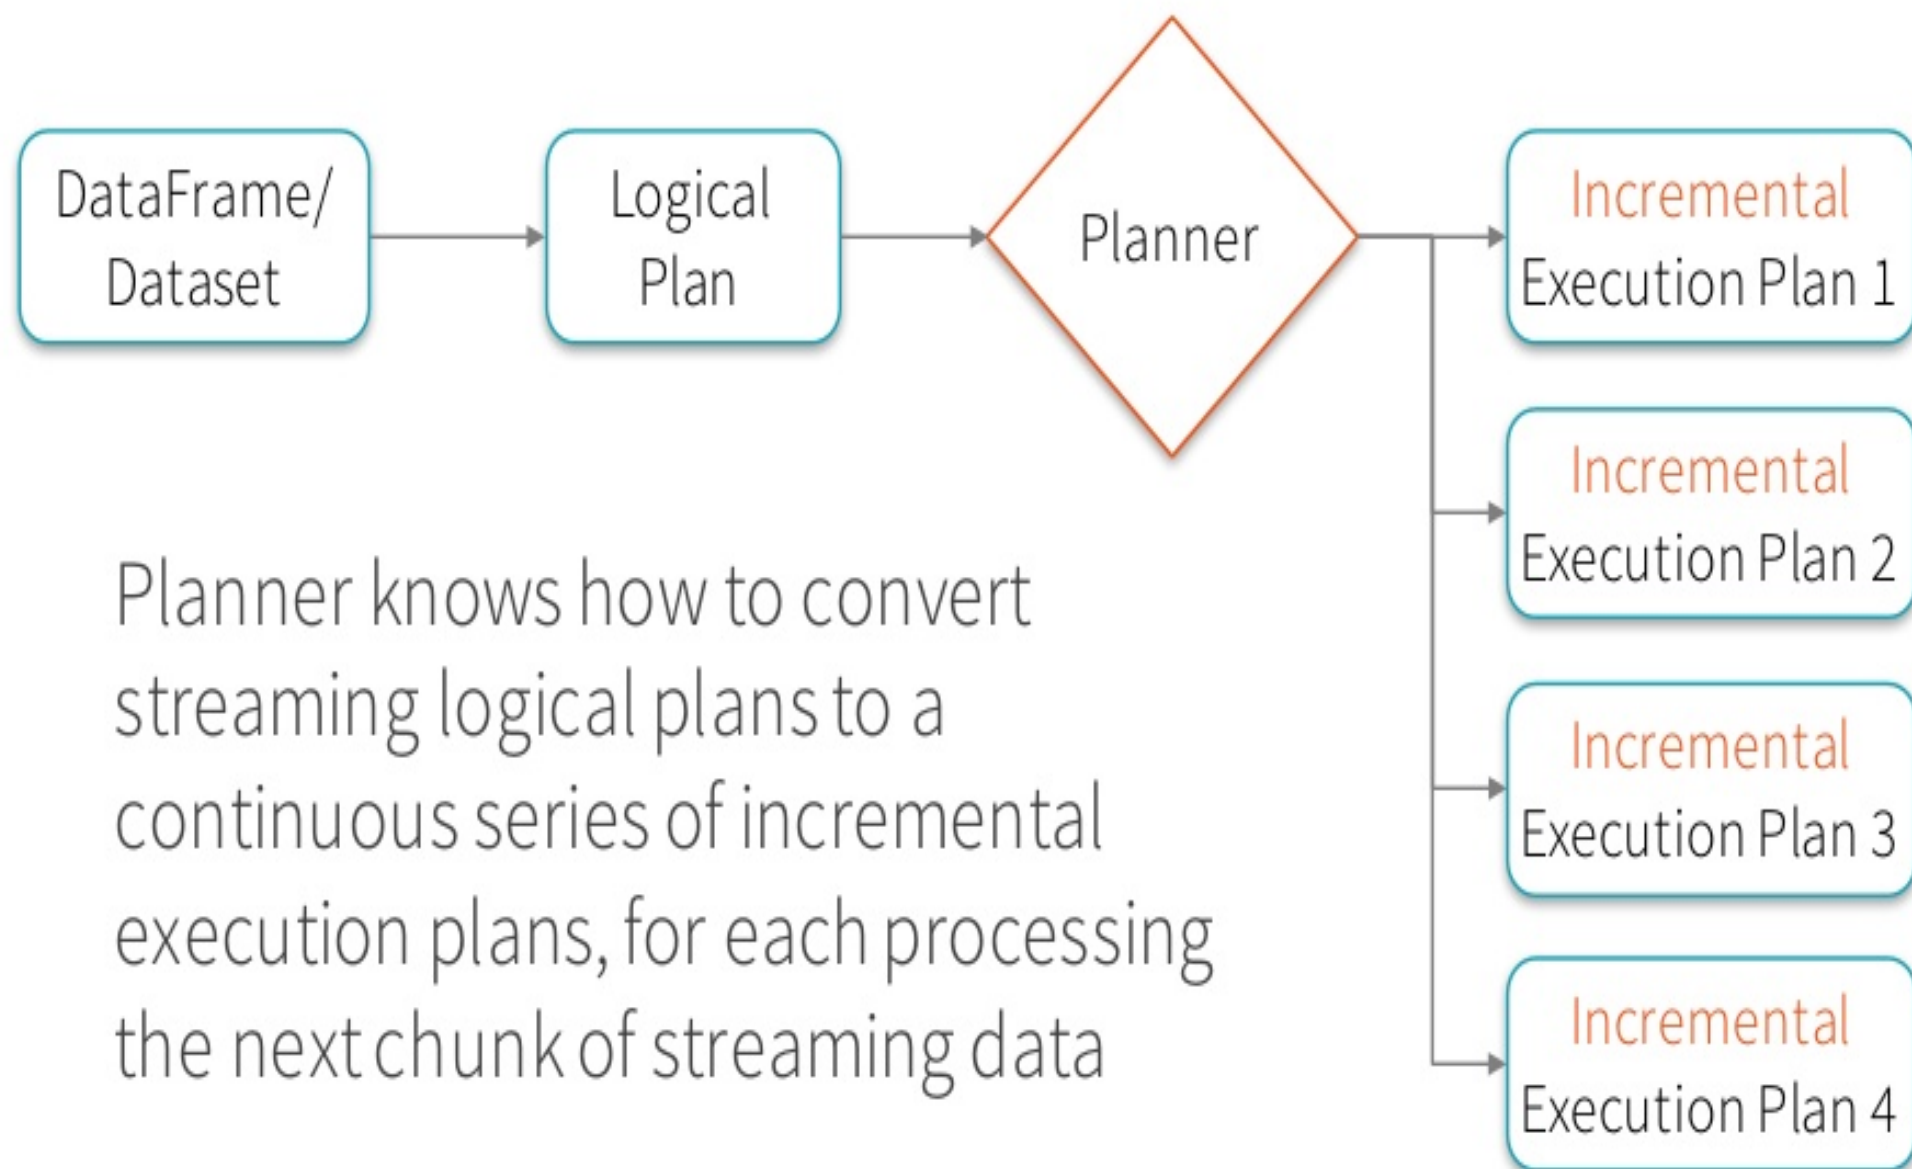 DataFrame/
Dataset
Logical
Plan
Planner
Incremental
Execution Plan 1
Incremental
Execution Plan 2
Incremental
Execution Plan 3
Incremental
Execution Plan 4
Planner knows how to convert
streaming logical plans to a
continuous series of incremental
execution plans, for each processing
the next chunk of streaming data